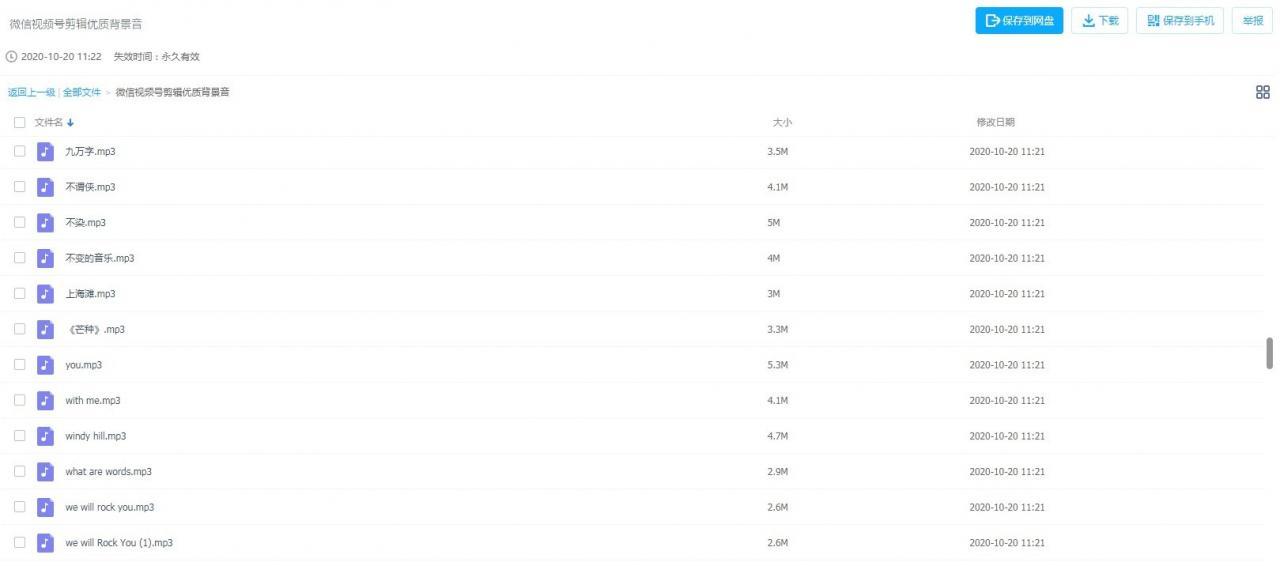 微信视频号剪辑优质背景音
保存到网盘 下载 保存到手机 举报
2020-10-20 11:22 失效时间：永久有效
返回上一级 | 全部文件 > 微信视频号剪辑优质背景音
文件名 大小 修改日期
九万字.mp3 3.5M 2020-10-20 11:21
不谓侠.mp3 4.1M 2020-10-20 11:21
不染.mp3 5M 2020-10-20 11:21
不变的音乐.mp3 4M 2020-10-20 11:21
上海滩.mp3 3M 2020-10-20 11:21
《芒种》.mp3 3.3M 2020-10-20 11:21
you.mp3 5.3M 2020-10-20 11:21
with me.mp3 4.1M 2020-10-20 11:21
windy hill.mp3 4.7M 2020-10-20 11:21
what are words.mp3 2.9M 2020-10-20 11:21
we will rock you.mp3 2.6M 2020-10-20 11:21
we will Rock You (1).mp3 2.6M 2020-10-20 11:21